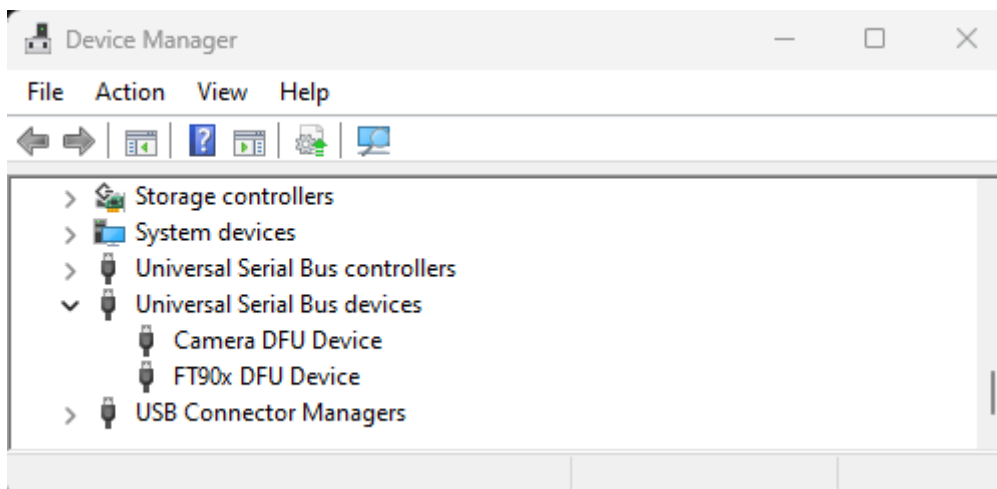 Device Manager
File Action View Help
Storage controllers
System devices
Universal Serial Bus controllers
Universal Serial Bus devices
Camera DFU Device
FT90x DFU Device
USB Connector Managers